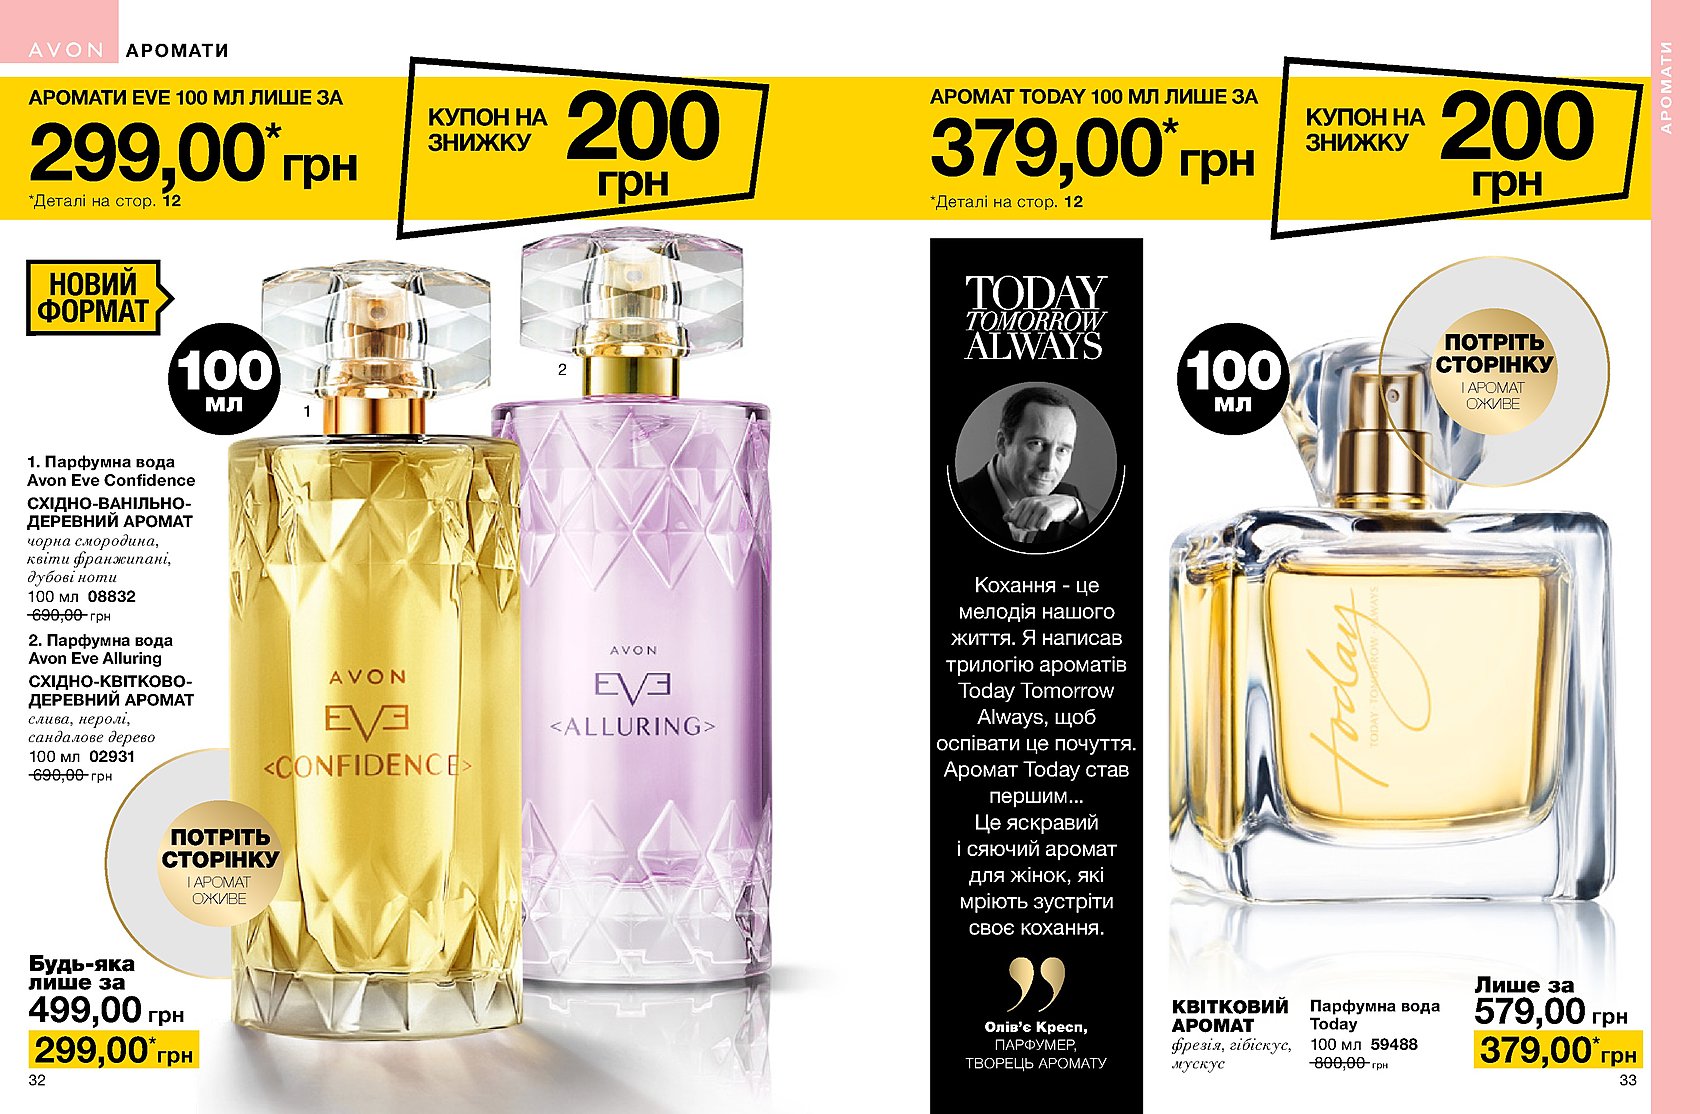 AVON АРОМАТИ
АРОМАТИ EVE 100 МЛ ЛИШЕ ЗА
299,00* грн
*Деталі на стор. 12
КУПОН НА
ЗНИЖКУ
200
грн
НОВИЙ
ФОРМАТ
100
МЛ
1
2
1. Парфумна вода
Avon Eve Confidence
СХІДНО-ВАНІЛЬНО-
ДЕРЕВНИЙ АРОМАТ
чорна смородина,
квіти франжипані,
дубові ноти
100 мл 08832
690,00 грн
2. Парфумна вода
Avon Eve Alluring
СХІДНО-КВІТКОВО-
ДЕРЕВНИЙ АРОМАТ
слива, неролі,
сандалове дерево
100 мл 02931
690,00 грн
AVON
EVE
<CONFIDENCE>
AVON
EVE
<ALLURING>
ПОТРІТЬ
СТОРІНКУ
І АРОМАТ
ОЖИВЕ
Будь-яка
лише за
499,00 грн
299,00* грн
32
АРОМАТ TODAY 100 МЛ ЛИШЕ ЗА
379,00* грн
*Деталі на стор. 12
КУПОН НА
ЗНИЖКУ
200
грн
АРОМАТИ
TODAY
TOMORROW
ALWAYS
Кохання - це
мелодія нашого
життя. Я написав
трилогію ароматів
Today Tomorrow
Always, щоб
оспівати це почуття.
Аромат Today став
першим...
Це яскравий
і сяючий аромат
для жінок, які
мріють зустріти
своє кохання.
”
Олів’є Кресп,
ПАРФУМЕР,
ТВОРЕЦЬ АРОМАТУ
100
МЛ
ПОТРІТЬ
СТОРІНКУ
І АРОМАТ
ОЖИВЕ
today
TODAY · TOMORROW · ALWAYS
КВІТКОВИЙ
АРОМАТ
фрезія, гібіскус,
мускус
Парфумна вода
Today
100 мл 59488
800,00 грн
Лише за
579,00 грн
379,00* грн
33